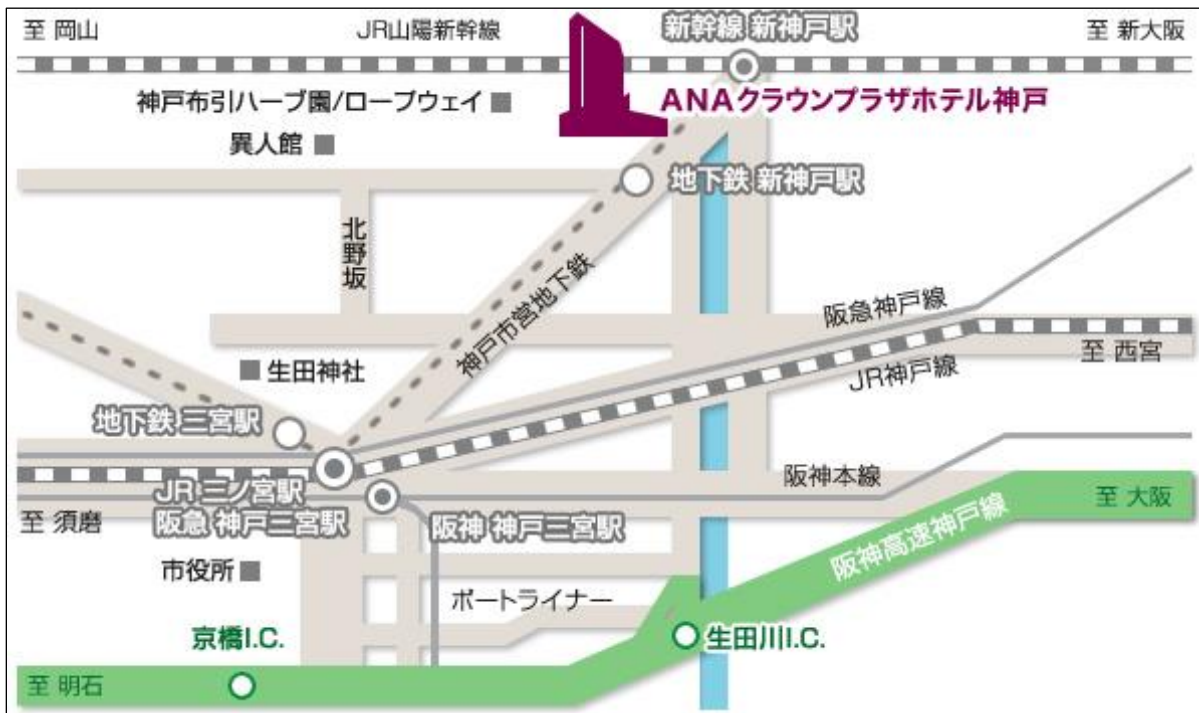 至 岡山
JR山陽新幹線
新幹線 新神戸駅
至 新大阪
神戸布引ハーブ園/ロープウェイ
ANAクラウンプラザホテル神戸
異人館
地下鉄 新神戸駅
北野坂
神戸市営地下鉄
阪急神戸線
生田神社
JR神戸線
至 西宮
地下鉄 三宮駅
JR 三ノ宮駅
阪急 神戸三宮駅
阪神 神戸三宮駅
阪神本線
至 須磨
至 大阪
阪神高速神戸線
市役所
ポートライナー
京橋I.C.
生田川I.C.
至 明石